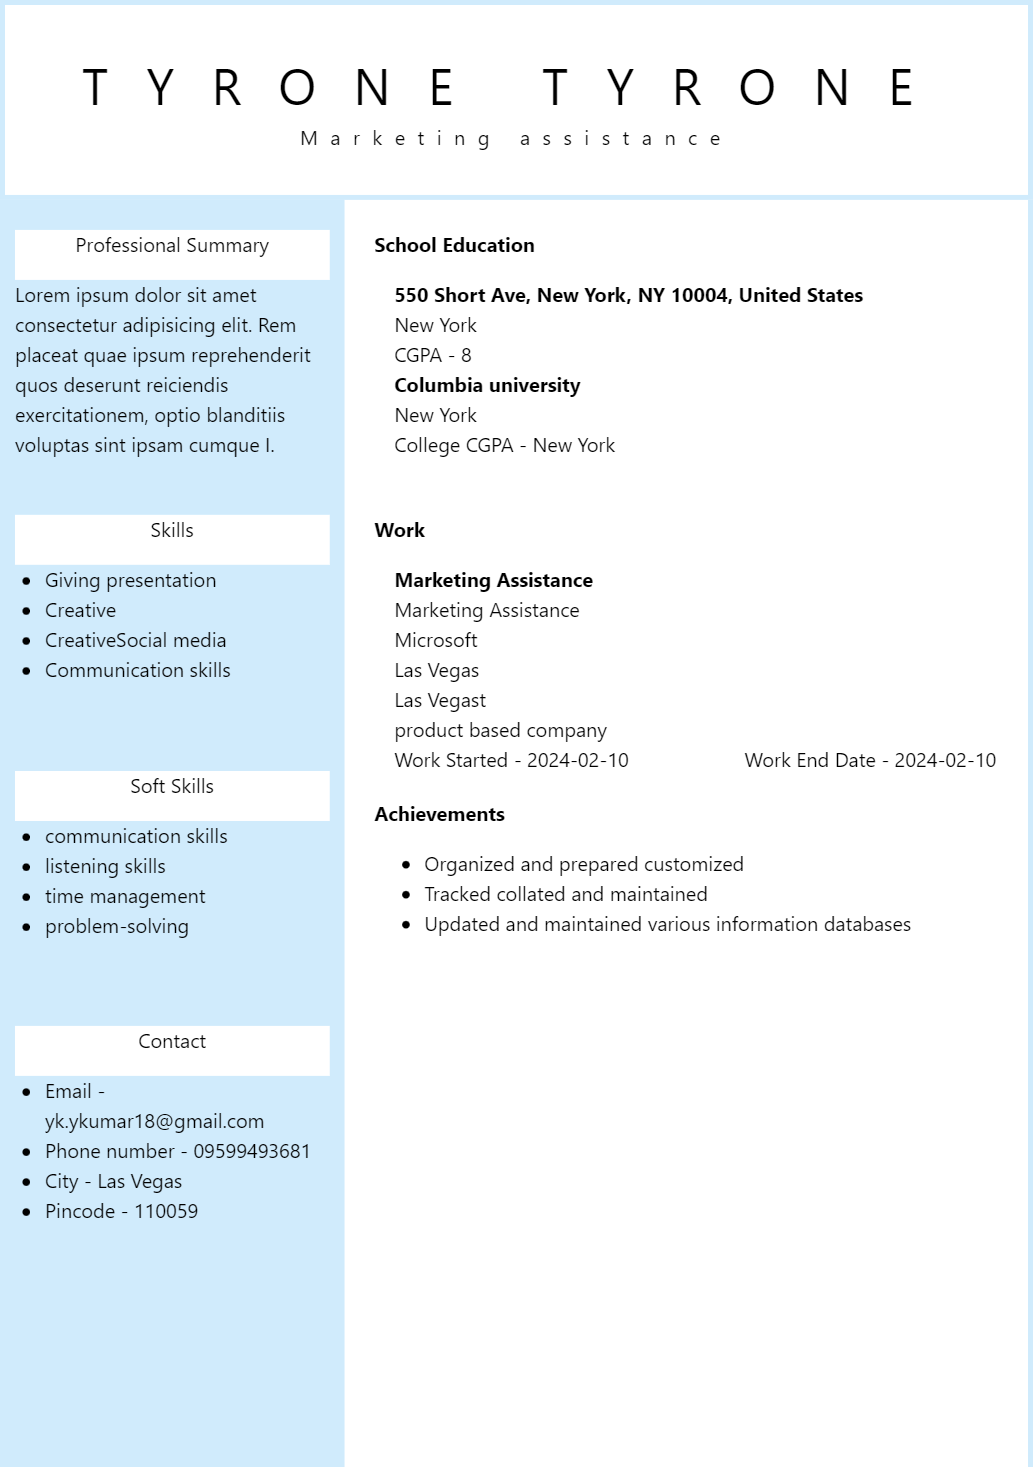 TYRONE TYRONE
Marketing assistance
Professional Summary
Lorem ipsum dolor sit amet
consectetur adipisicing elit. Rem
placeat quae ipsum reprehenderit
quos deserunt reiciendis
exercitationem, optio blanditiis
voluptas sint ipsam cumque I.
Skills
Giving presentation
Creative
CreativeSocial media
Communication skills
Soft Skills
communication skills
listening skills
time management
problem-solving
Contact
Email -
yk.ykumar18@gmail.com
Phone number - 09599493681
City - Las Vegas
Pincode - 110059
School Education
550 Short Ave, New York, NY 10004, United States
New York
CGPA - 8
Columbia university
New York
College CGPA - New York
Work
Marketing Assistance
Marketing Assistance
Microsoft
Las Vegas
Las Vegast
product based company
Work Started - 2024-02-10 Work End Date - 2024-02-10
Achievements
Organized and prepared customized
Tracked collated and maintained
Updated and maintained various information databases